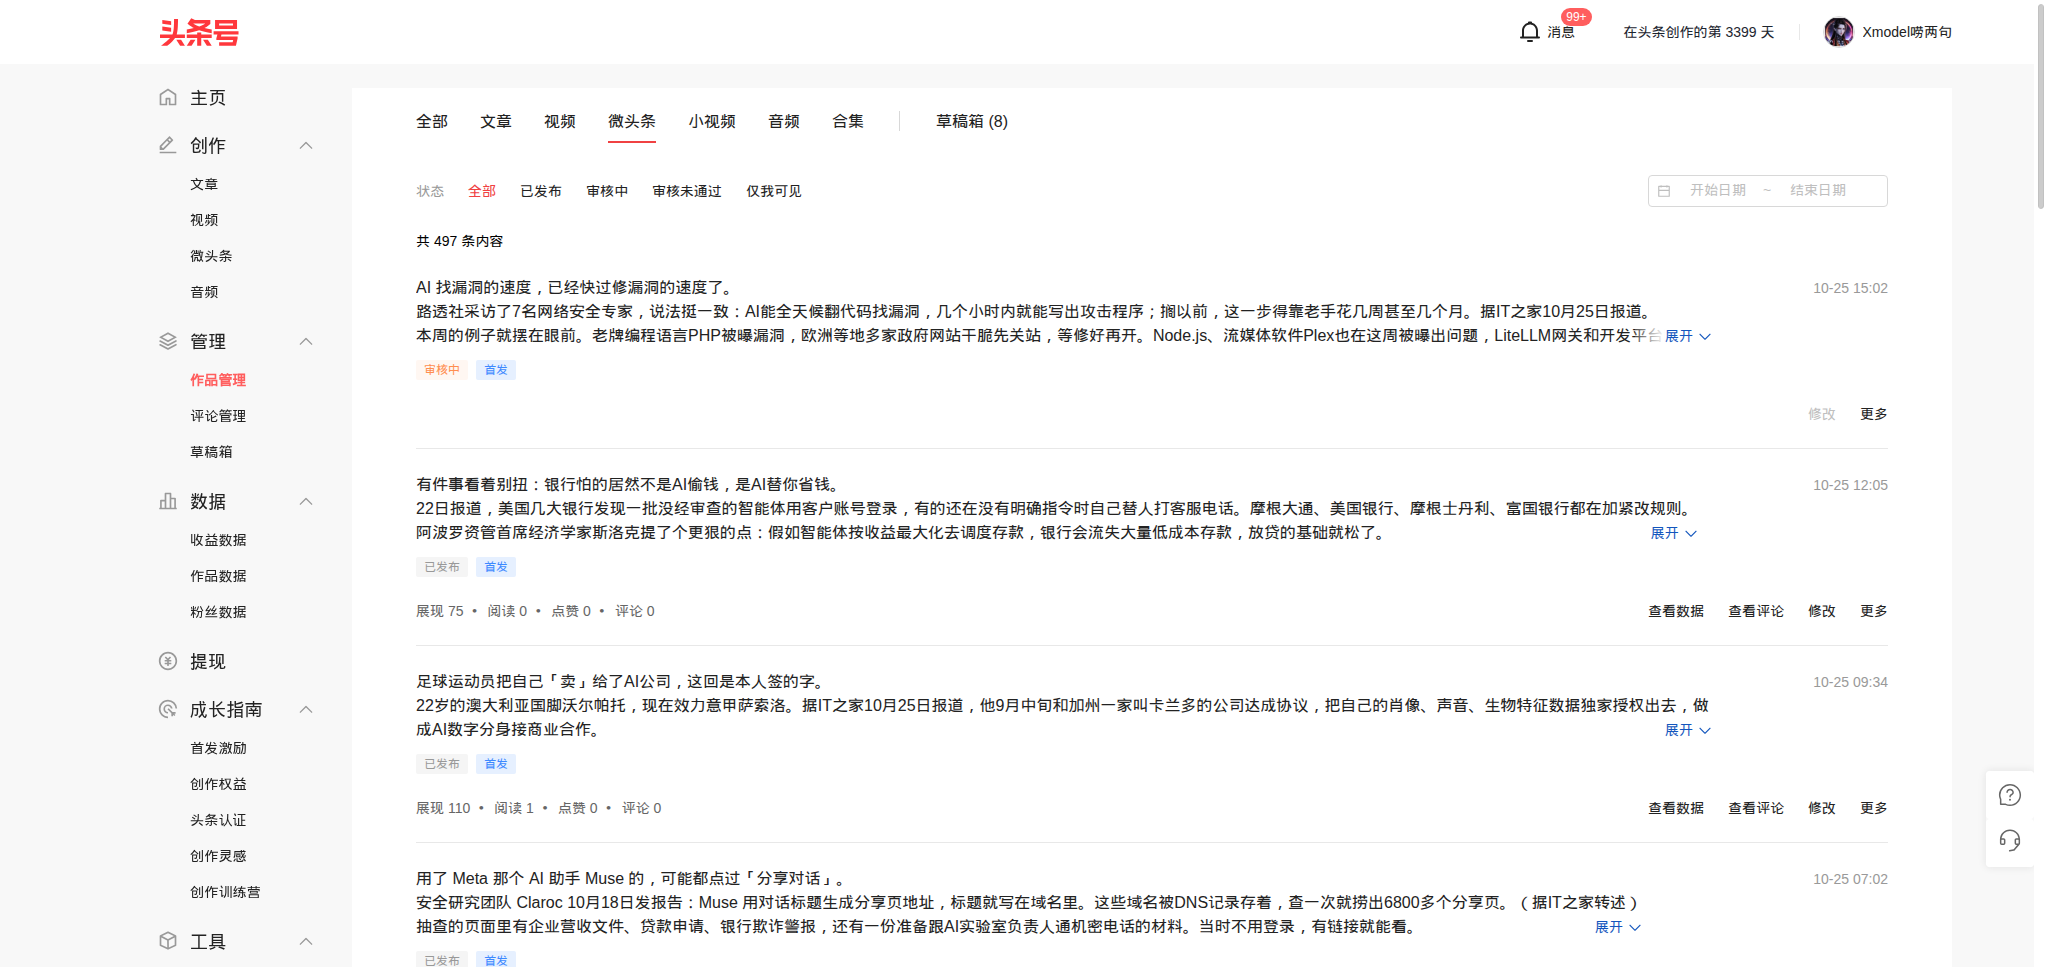 头条号
99+
消息
在头条创作的第 3399 天
Xmodel唠两句
主页
创作
文章
视频
微头条
音频
管理
作品管理
评论管理
草稿箱
数据
收益数据
作品数据
粉丝数据
提现
成长指南
首发激励
创作权益
头条认证
创作灵感
创作训练营
工具
全部 文章 视频 微头条 小视频 音频 合集 草稿箱 (8)
状态 全部 已发布 审核中 审核未通过 仅我可见
开始日期 ~ 结束日期
共 497 条内容
AI 找漏洞的速度，已经快过修漏洞的速度了。
10-25 15:02
路透社采访了7名网络安全专家，说法挺一致：AI能全天候翻代码找漏洞，几个小时内就能写出攻击程序；搁以前，这一步得靠老手花几周甚至几个月。据IT之家10月25日报道。
本周的例子就摆在眼前。老牌编程语言PHP被曝漏洞，欧洲等地多家政府网站干脆先关站，等修好再开。Node.js、流媒体软件Plex也在这周被曝出问题，LiteLLM网关和开发平台 展开
审核中 首发
修改 更多
有件事看着别扭：银行怕的居然不是AI偷钱，是AI替你省钱。
10-25 12:05
22日报道，美国几大银行发现一批没经审查的智能体用客户账号登录，有的还在没有明确指令时自己替人打客服电话。摩根大通、美国银行、摩根士丹利、富国银行都在加紧改规则。
阿波罗资管首席经济学家斯洛克提了个更狠的点：假如智能体按收益最大化去调度存款，银行会流失大量低成本存款，放贷的基础就松了。 展开
已发布 首发
展现 75 • 阅读 0 • 点赞 0 • 评论 0
查看数据 查看评论 修改 更多
足球运动员把自己「卖」给了AI公司，这回是本人签的字。
10-25 09:34
22岁的澳大利亚国脚沃尔帕托，现在效力意甲萨索洛。据IT之家10月25日报道，他9月中旬和加州一家叫卡兰多的公司达成协议，把自己的肖像、声音、生物特征数据独家授权出去，做
成AI数字分身接商业合作。 展开
已发布 首发
展现 110 • 阅读 1 • 点赞 0 • 评论 0
查看数据 查看评论 修改 更多
用了 Meta 那个 AI 助手 Muse 的，可能都点过「分享对话」。
10-25 07:02
安全研究团队 Claroc 10月18日发报告：Muse 用对话标题生成分享页地址，标题就写在域名里。这些域名被DNS记录存着，查一次就捞出6800多个分享页。（据IT之家转述）
抽查的页面里有企业营收文件、贷款申请、银行欺诈警报，还有一份准备跟AI实验室负责人通机密电话的材料。当时不用登录，有链接就能看。 展开
已发布 首发